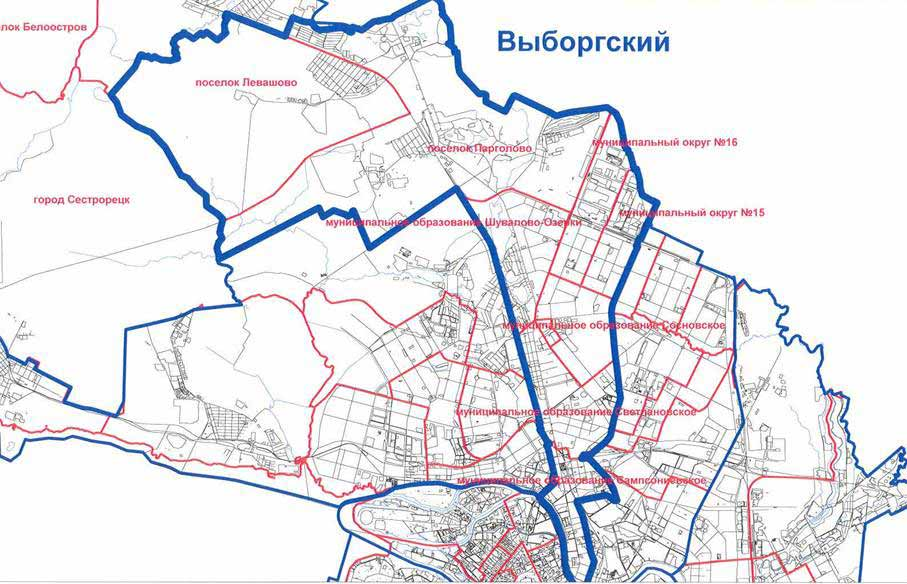 елок Белоостров
Выборгский
поселок Левашово
муниципальный округ №16
поселок Парголово
город Сестрорецк
муниципальный округ №15
муниципальное образование Шувалово-Озерки
муниципальное образование Сосновское
муниципальное образование Светлановское
муниципальное образование Сампсониевское